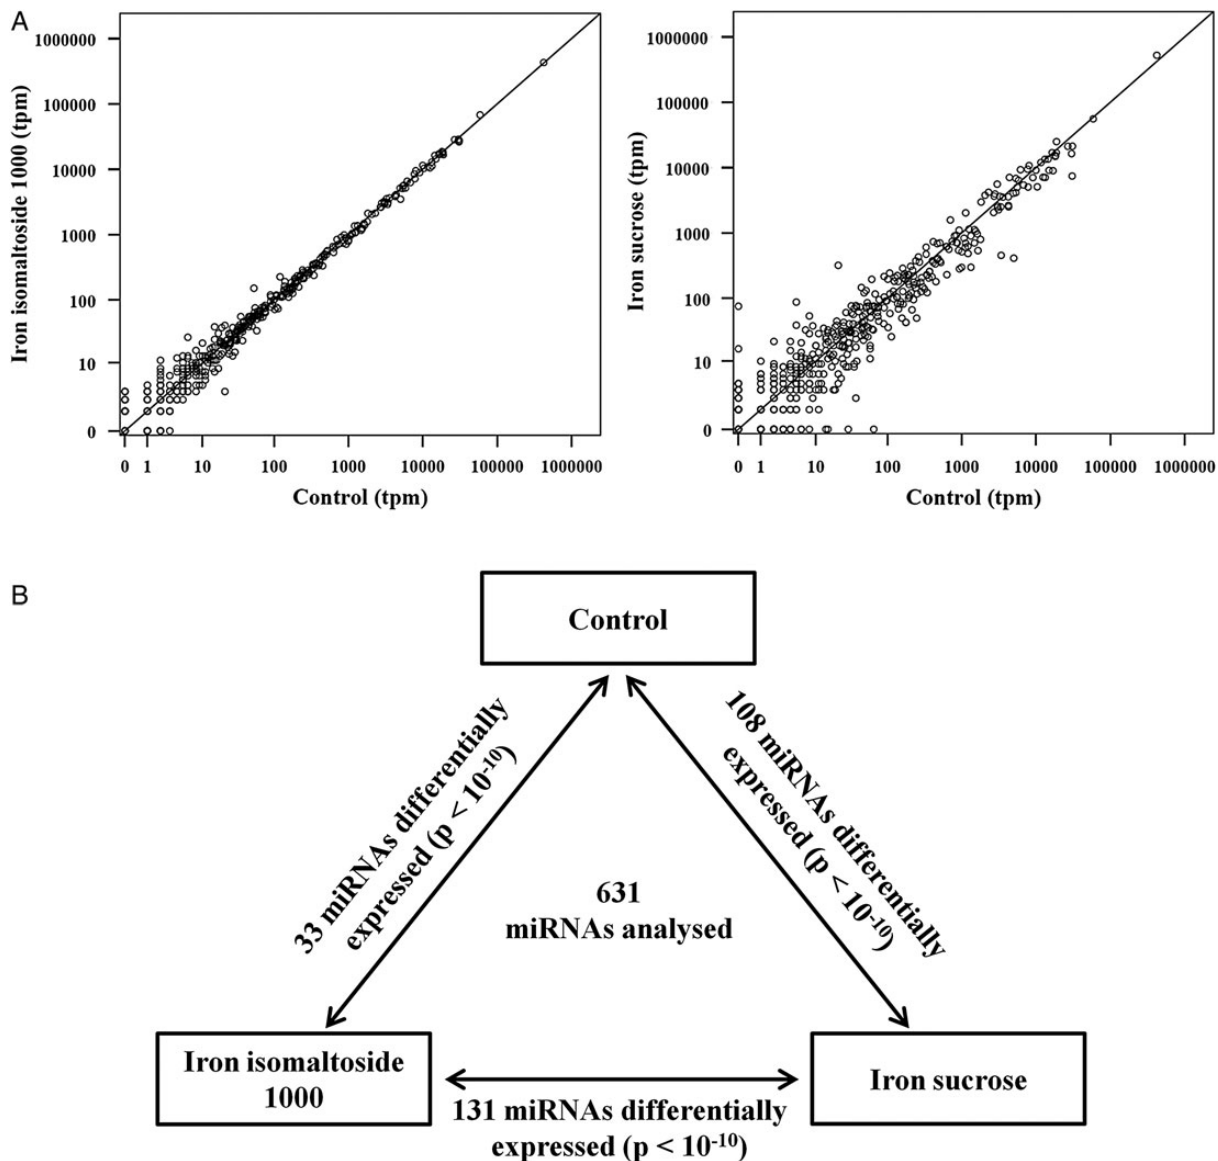 A
Iron isomaltoside 1000 (tpm)
1000000
100000
10000
1000
100
10
0
0 1 10 100 1000 10000 100000 1000000
Control (tpm)
Iron sucrose (tpm)
1000000
100000
10000
1000
100
10
0
0 1 10 100 1000 10000 100000 1000000
Control (tpm)
B
Control
33 miRNAs differentially
expressed (p < 10⁻¹⁰)
108 miRNAs differentially
expressed (p < 10⁻¹⁰)
631
miRNAs analysed
Iron isomaltoside
1000
Iron sucrose
131 miRNAs differentially
expressed (p < 10⁻¹⁰)